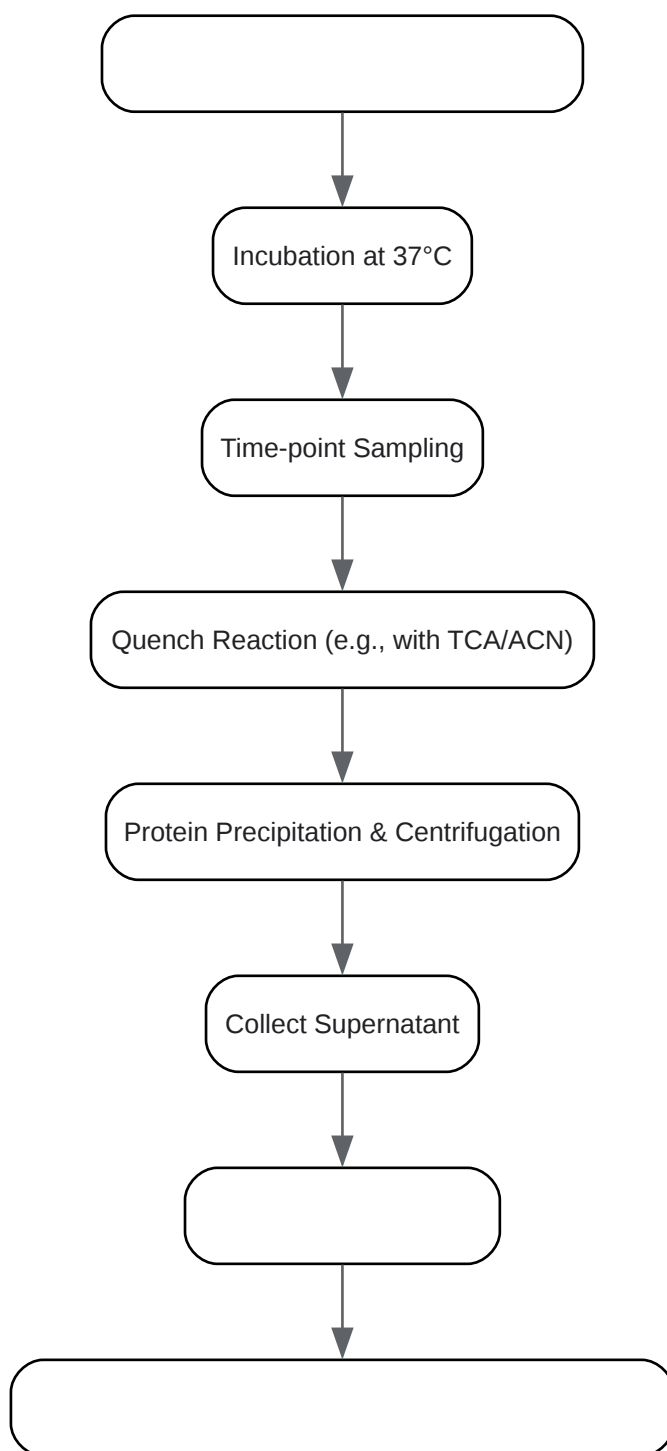 Incubation at 37°C
Time-point Sampling
Quench Reaction (e.g., with TCA/ACN)
Protein Precipitation & Centrifugation
Collect Supernatant